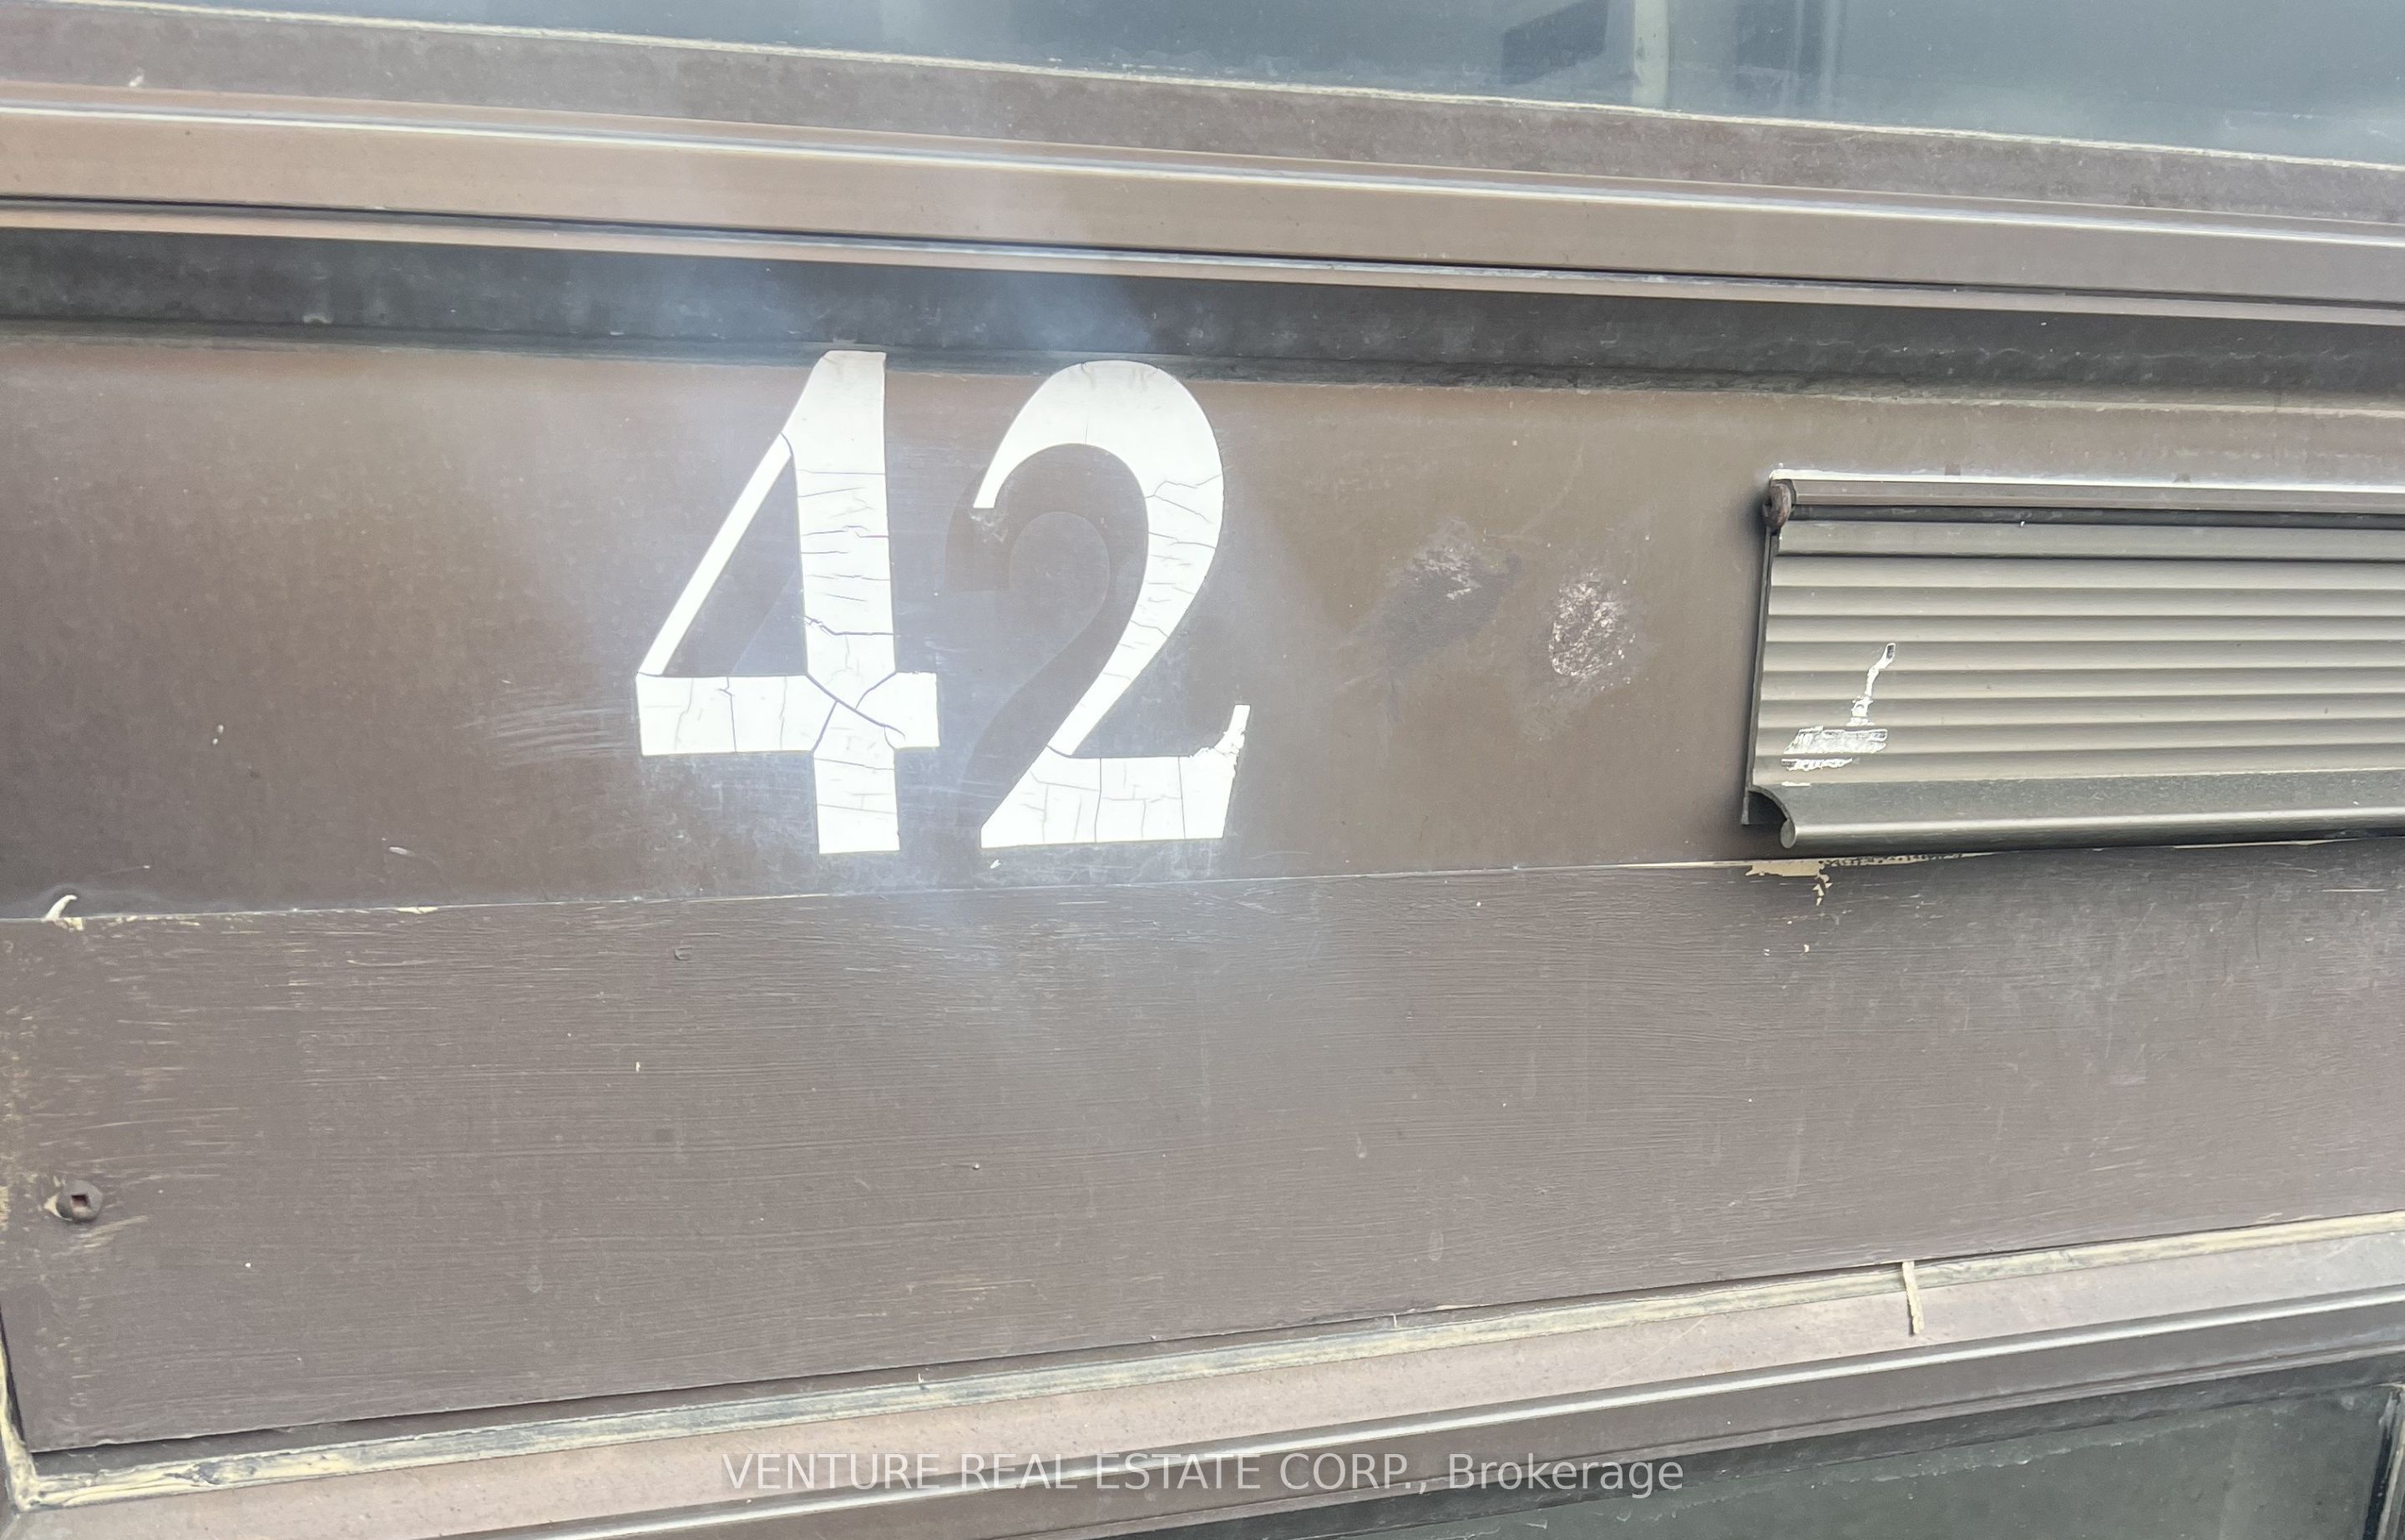 42
VENTURE REAL ESTATE CORP., Brokerage